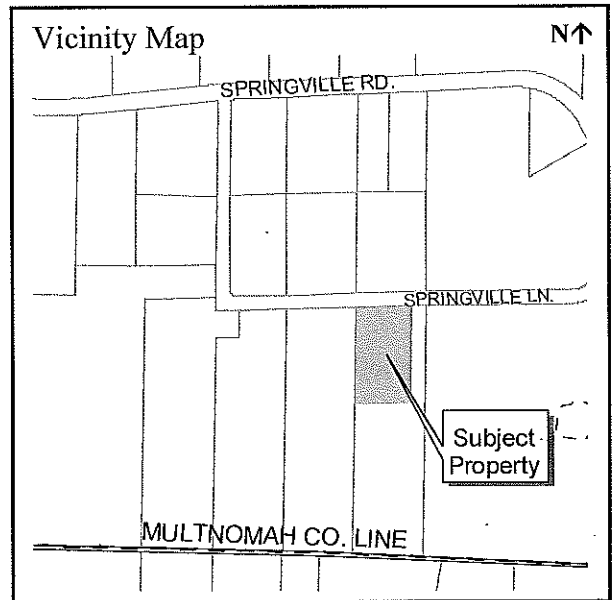 Vicinity Map
N↑
SPRINGVILLE RD.
SPRINGVILLE LN.
Subject
Property
MULTNOMAH CO. LINE